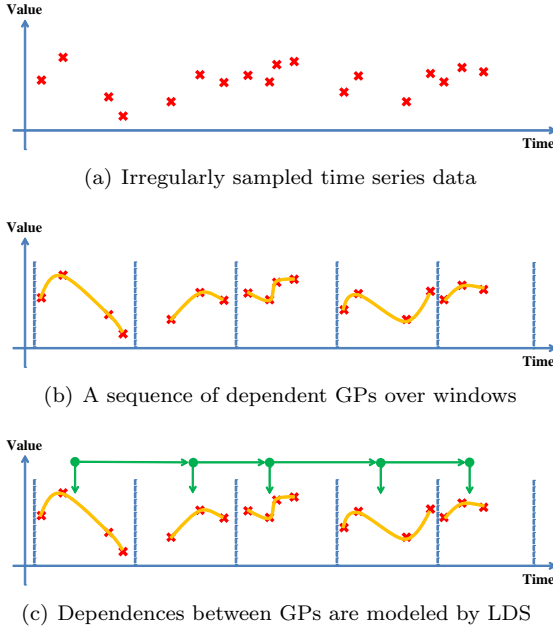 Value
Time
(a) Irregularly sampled time series data
Value
Time
(b) A sequence of dependent GPs over windows
Value
Time
(c) Dependences between GPs are modeled by LDS